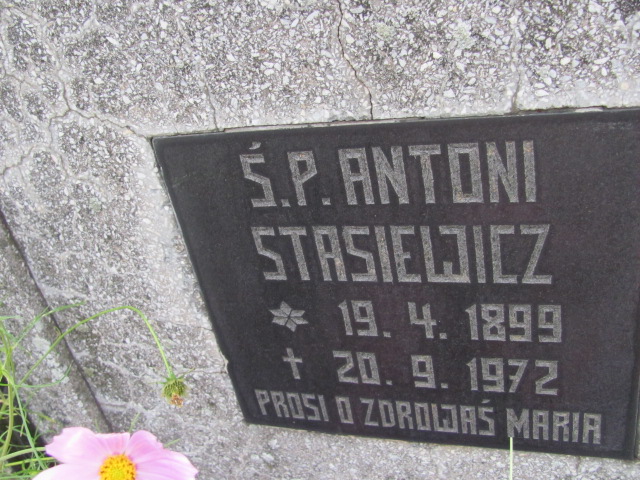 Ś.P. ANTONI
STASIEWICZ
19. 4. 1899
20. 9. 1972
PROSI O ZDROWAŚ MARIA